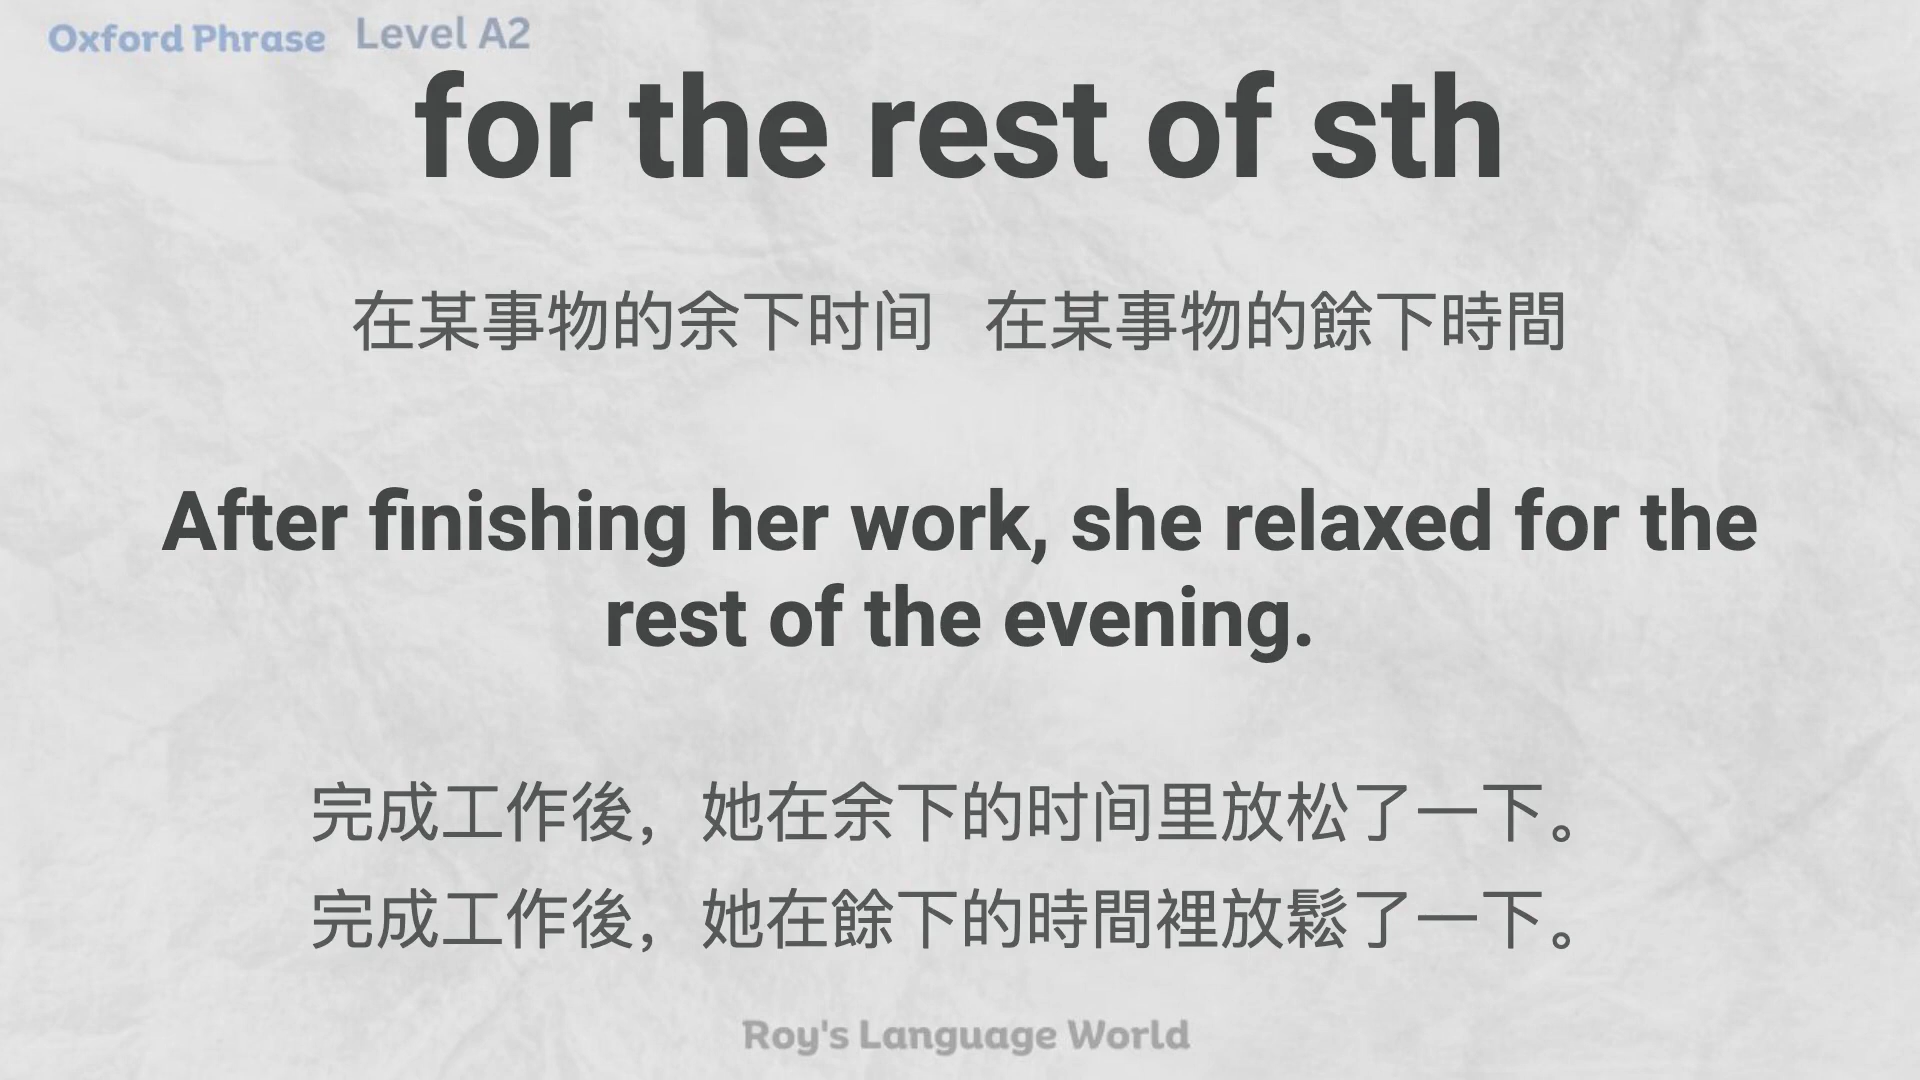 Oxford Phrase Level A2
for the rest of sth
在某事物的余下时间 在某事物的餘下時間
After finishing her work, she relaxed for the
rest of the evening.
完成工作後，她在余下的时间里放松了一下。
完成工作後，她在餘下的時間裡放鬆了一下。
Roy's Language World